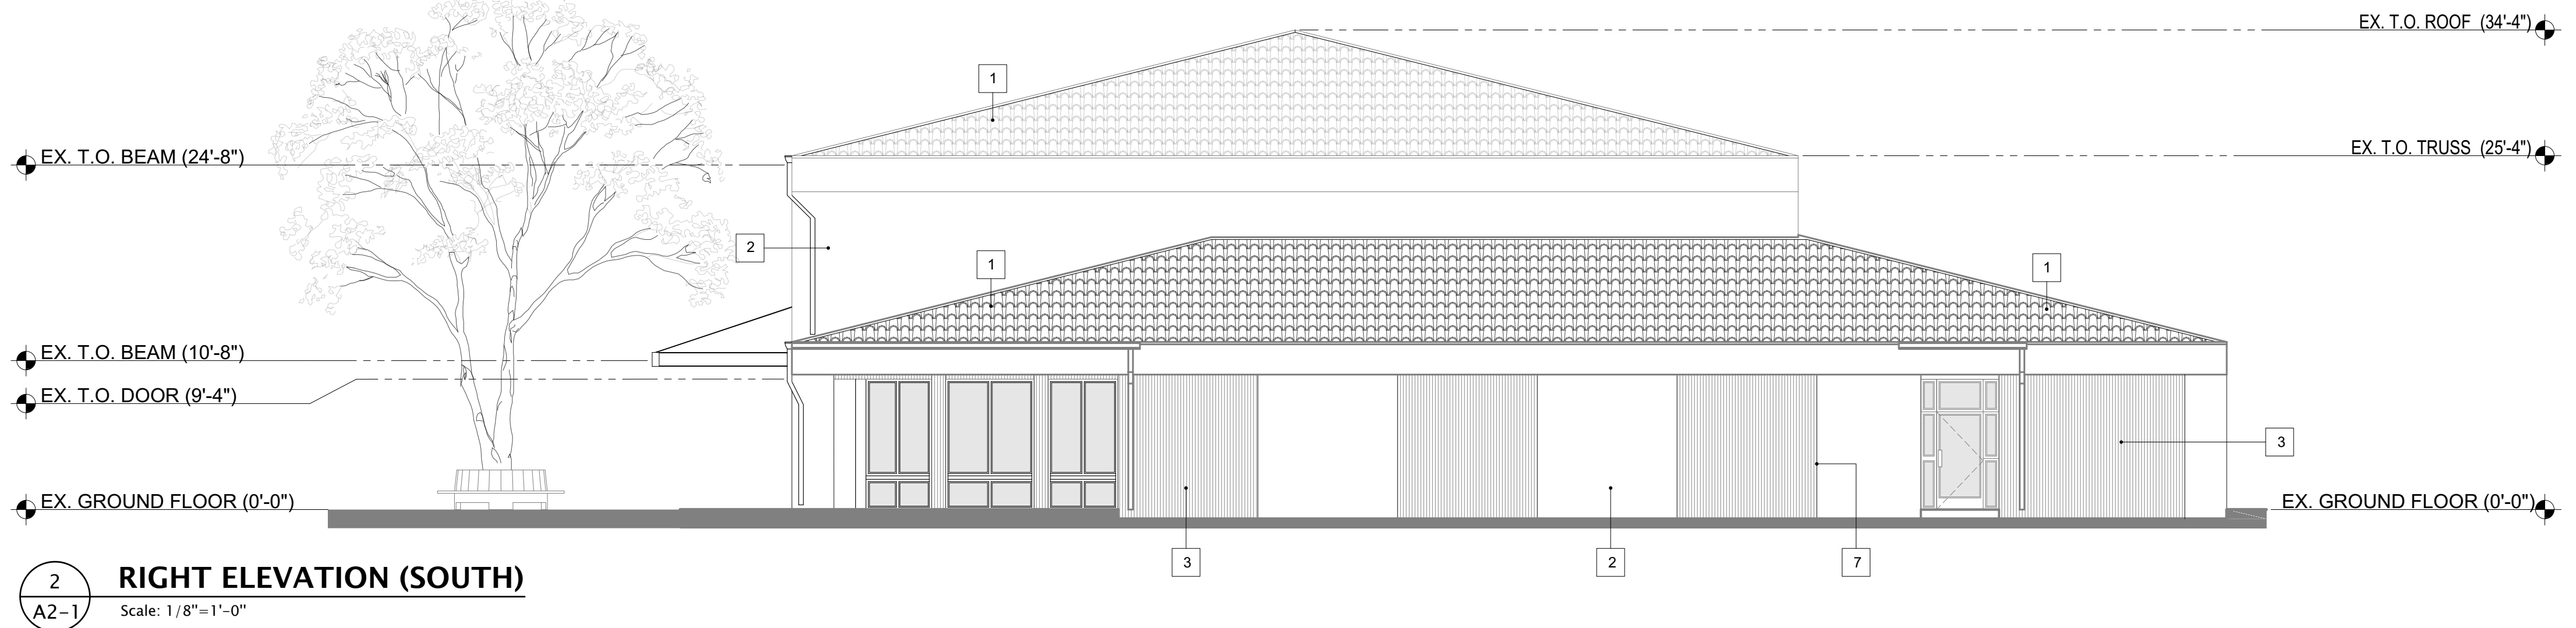 EX. T.O. ROOF (34'-4")
1
EX. T.O. BEAM (24'-8")
EX. T.O. TRUSS (25'-4")
2
1
1
EX. T.O. BEAM (10'-8")
EX. T.O. DOOR (9'-4")
3
EX. GROUND FLOOR (0'-0")
EX. GROUND FLOOR (0'-0")
3
2
7
2
A2-1
RIGHT ELEVATION (SOUTH)
Scale: 1/8"=1'-0"